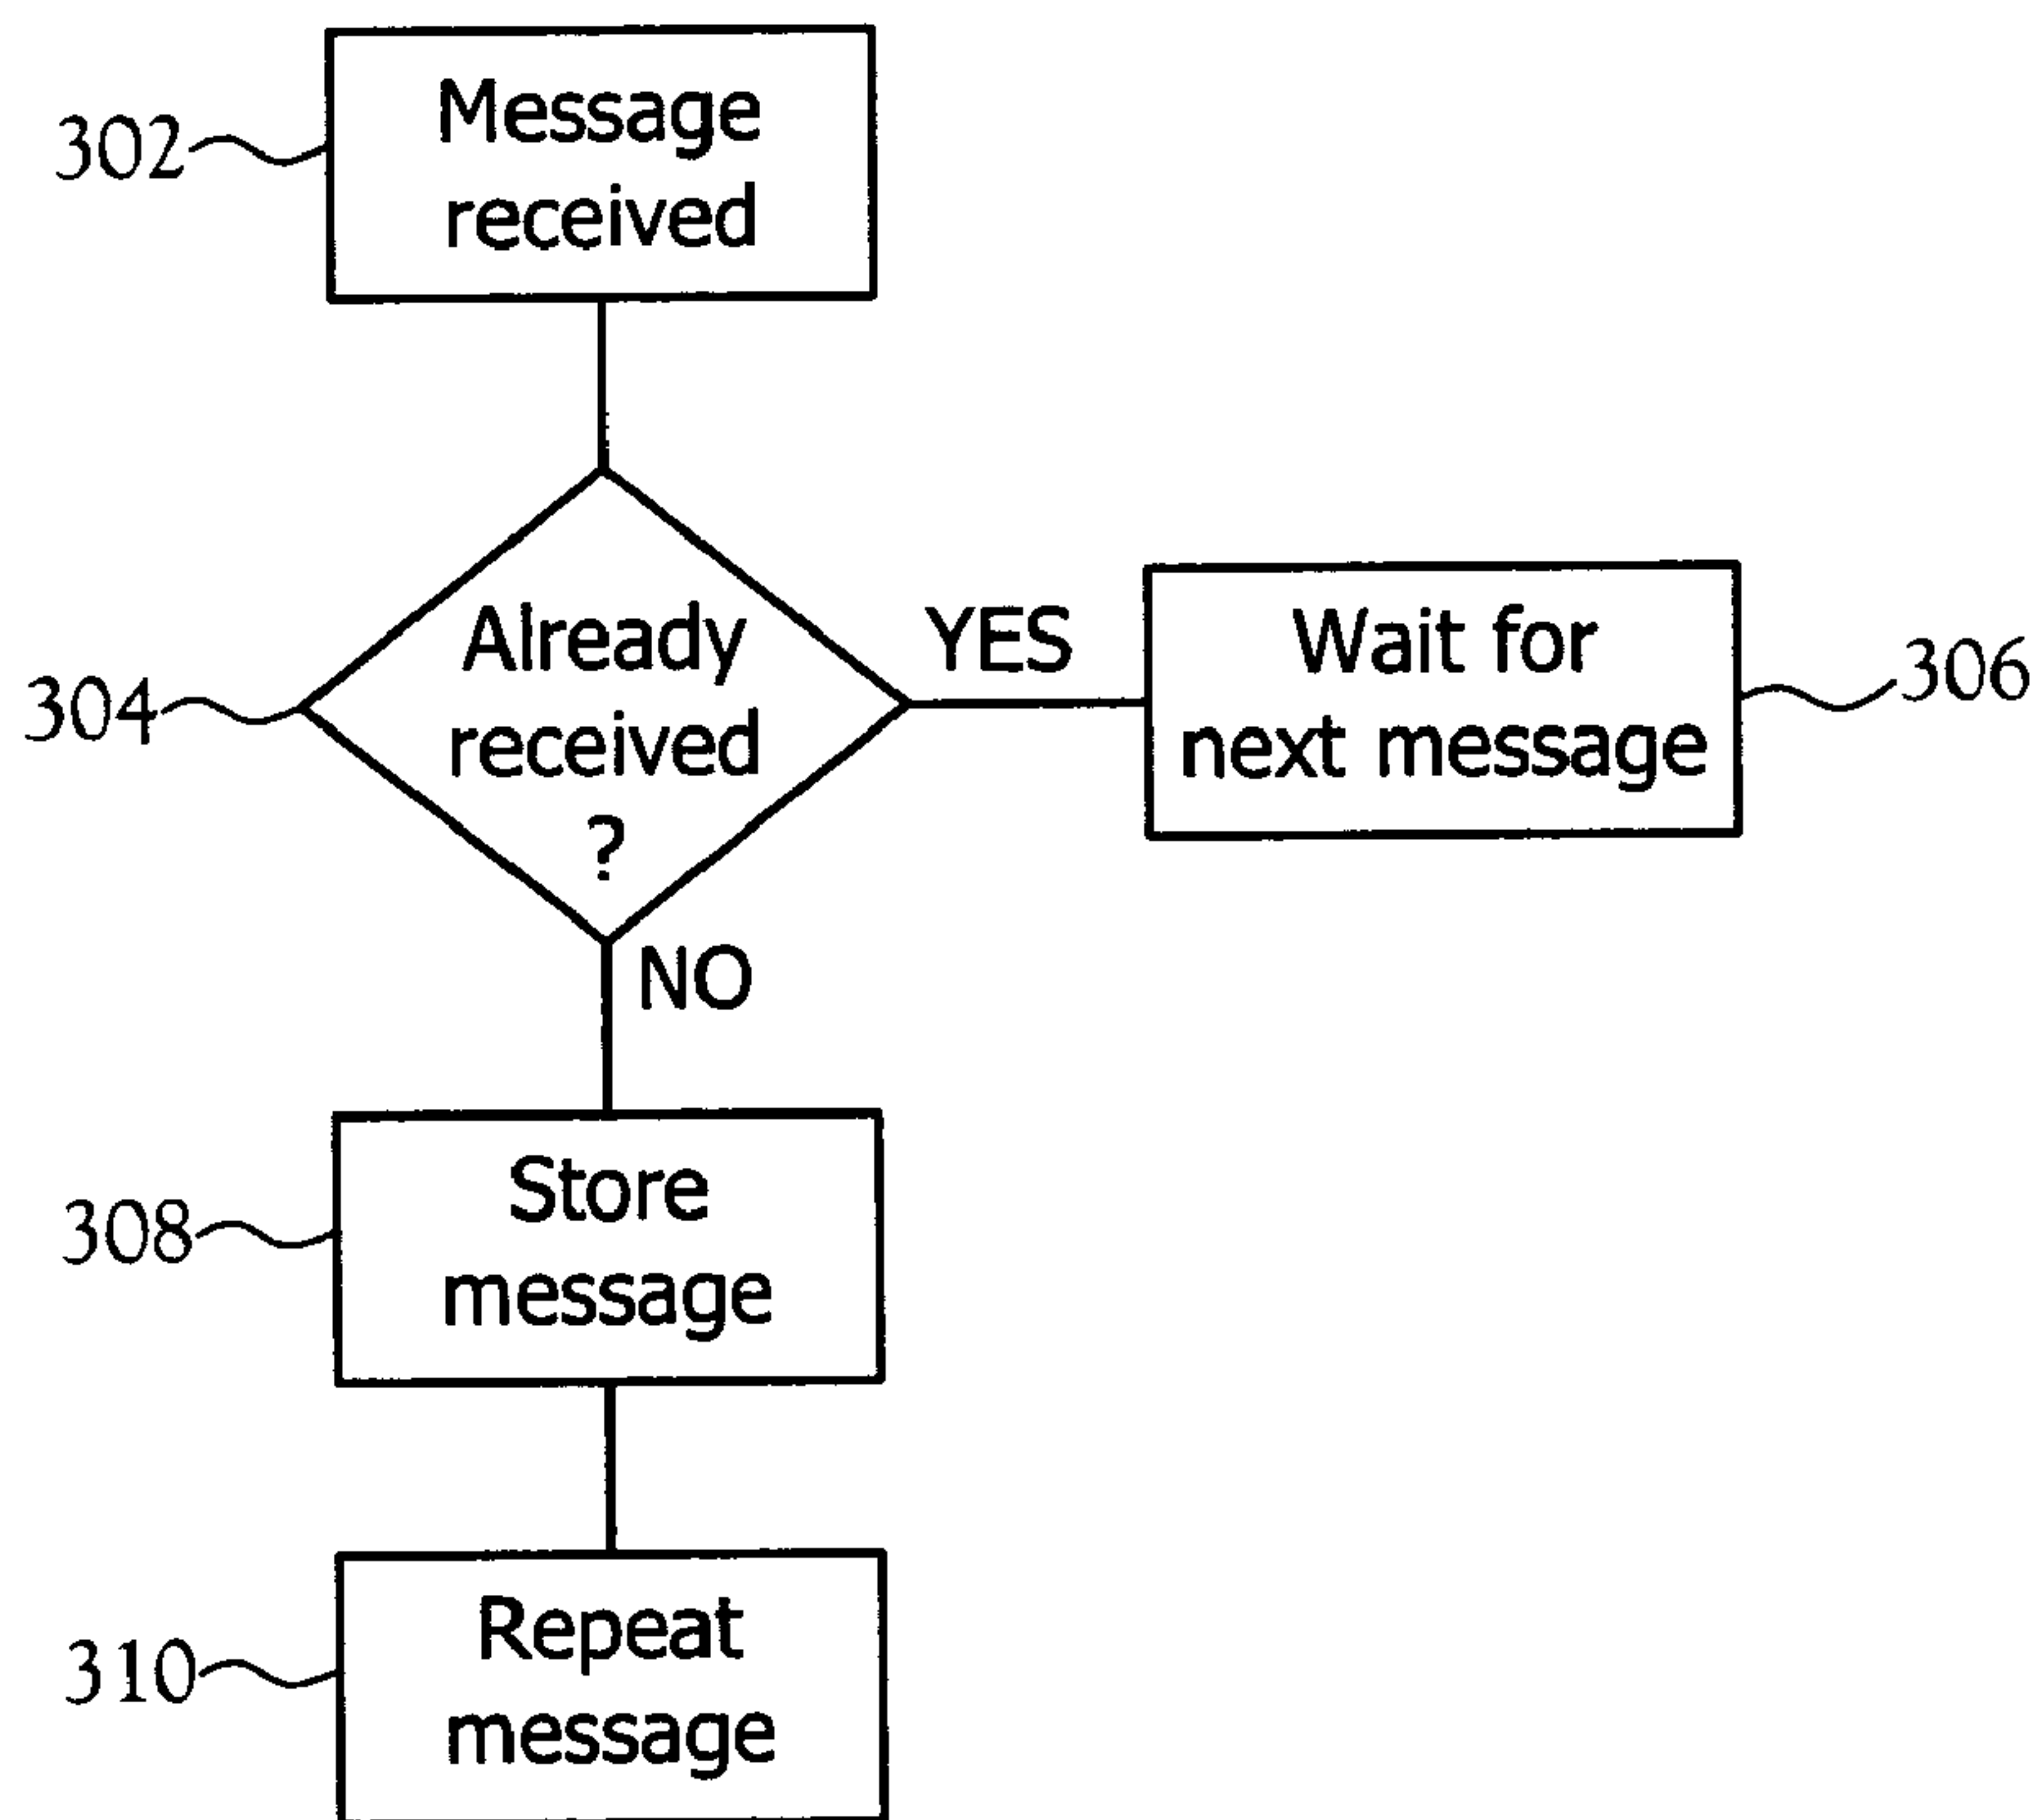 302
Message
received
304
Already
received
?
YES
Wait for
next message
306
NO
308
Store
message
310
Repeat
message